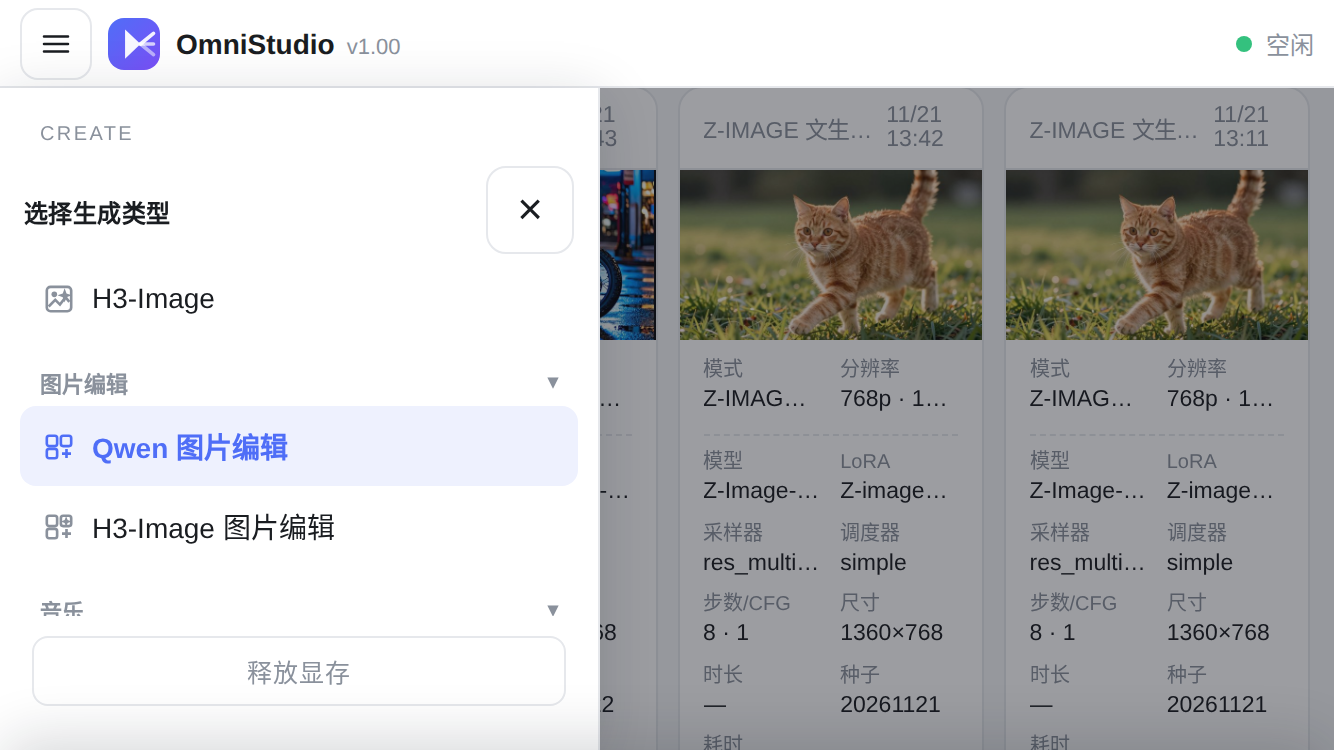 OmniStudio v1.00
空闲
CREATE
选择生成类型
H3-Image
图片编辑
Qwen 图片编辑
H3-Image 图片编辑
音乐
释放显存
Z-IMAGE 文生…
11/21
13:42
模式
分辨率
Z-IMAG…
768p · 1…
模型
LoRA
Z-Image-…
Z-image…
采样器
调度器
res_multi…
simple
步数/CFG
尺寸
8 · 1
1360×768
时长
种子
—
20261121
耗时
Z-IMAGE 文生…
11/21
13:11
模式
分辨率
Z-IMAG…
768p · 1…
模型
LoRA
Z-Image-…
Z-image…
采样器
调度器
res_multi…
simple
步数/CFG
尺寸
8 · 1
1360×768
时长
种子
—
20261121
耗时